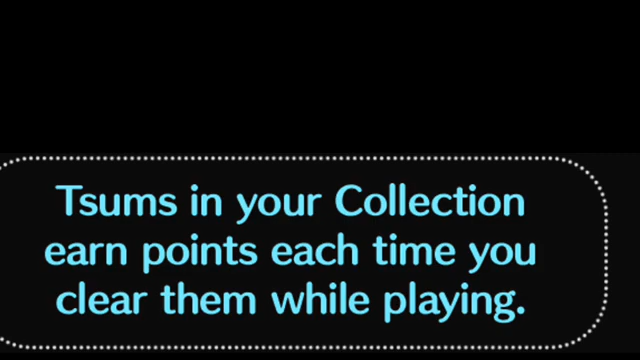 Tsums in your Collection
earn points each time you
clear them while playing.